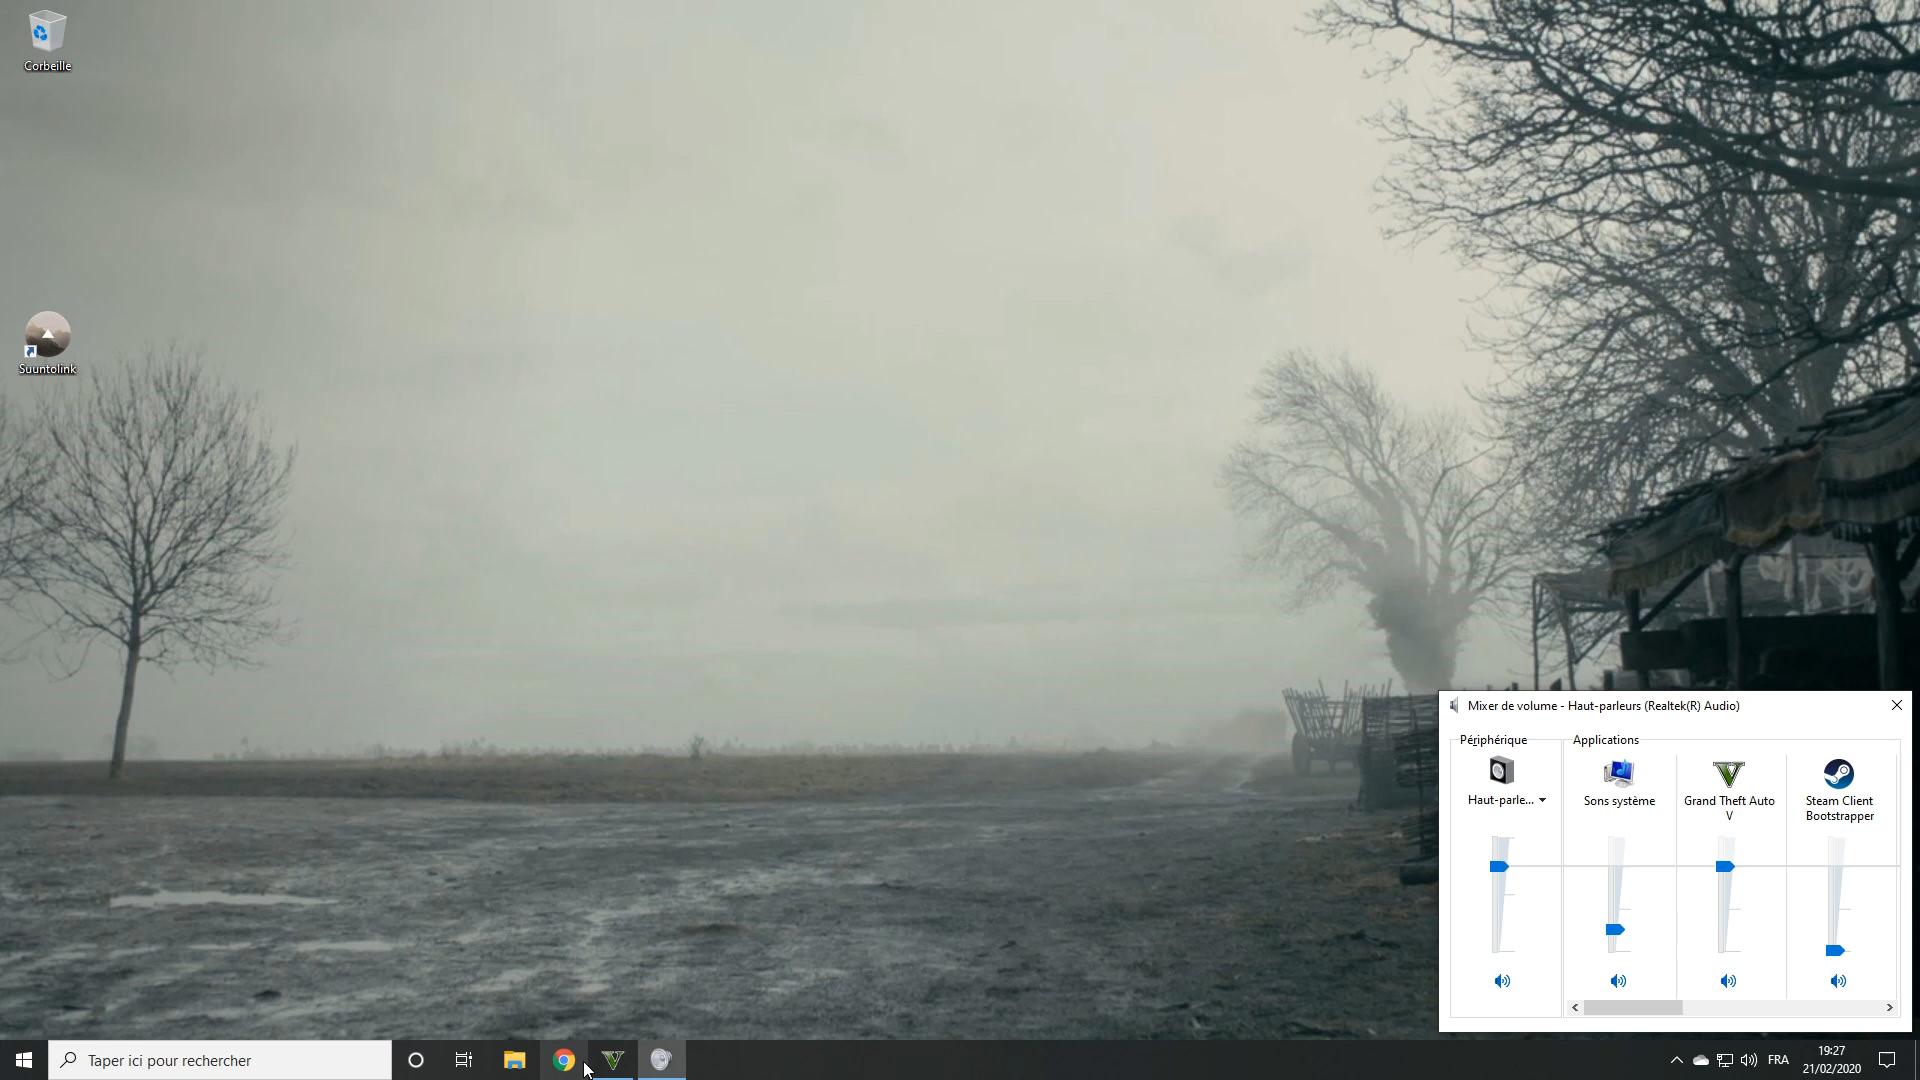 Corbeille
Suuntolink
Mixer de volume - Haut-parleurs (Realtek(R) Audio)
Périphérique
Applications
Haut-parle...
Sons système
Grand Theft Auto
V
Steam Client
Bootstrapper
Taper ici pour rechercher
FRA
19:27
21/02/2020